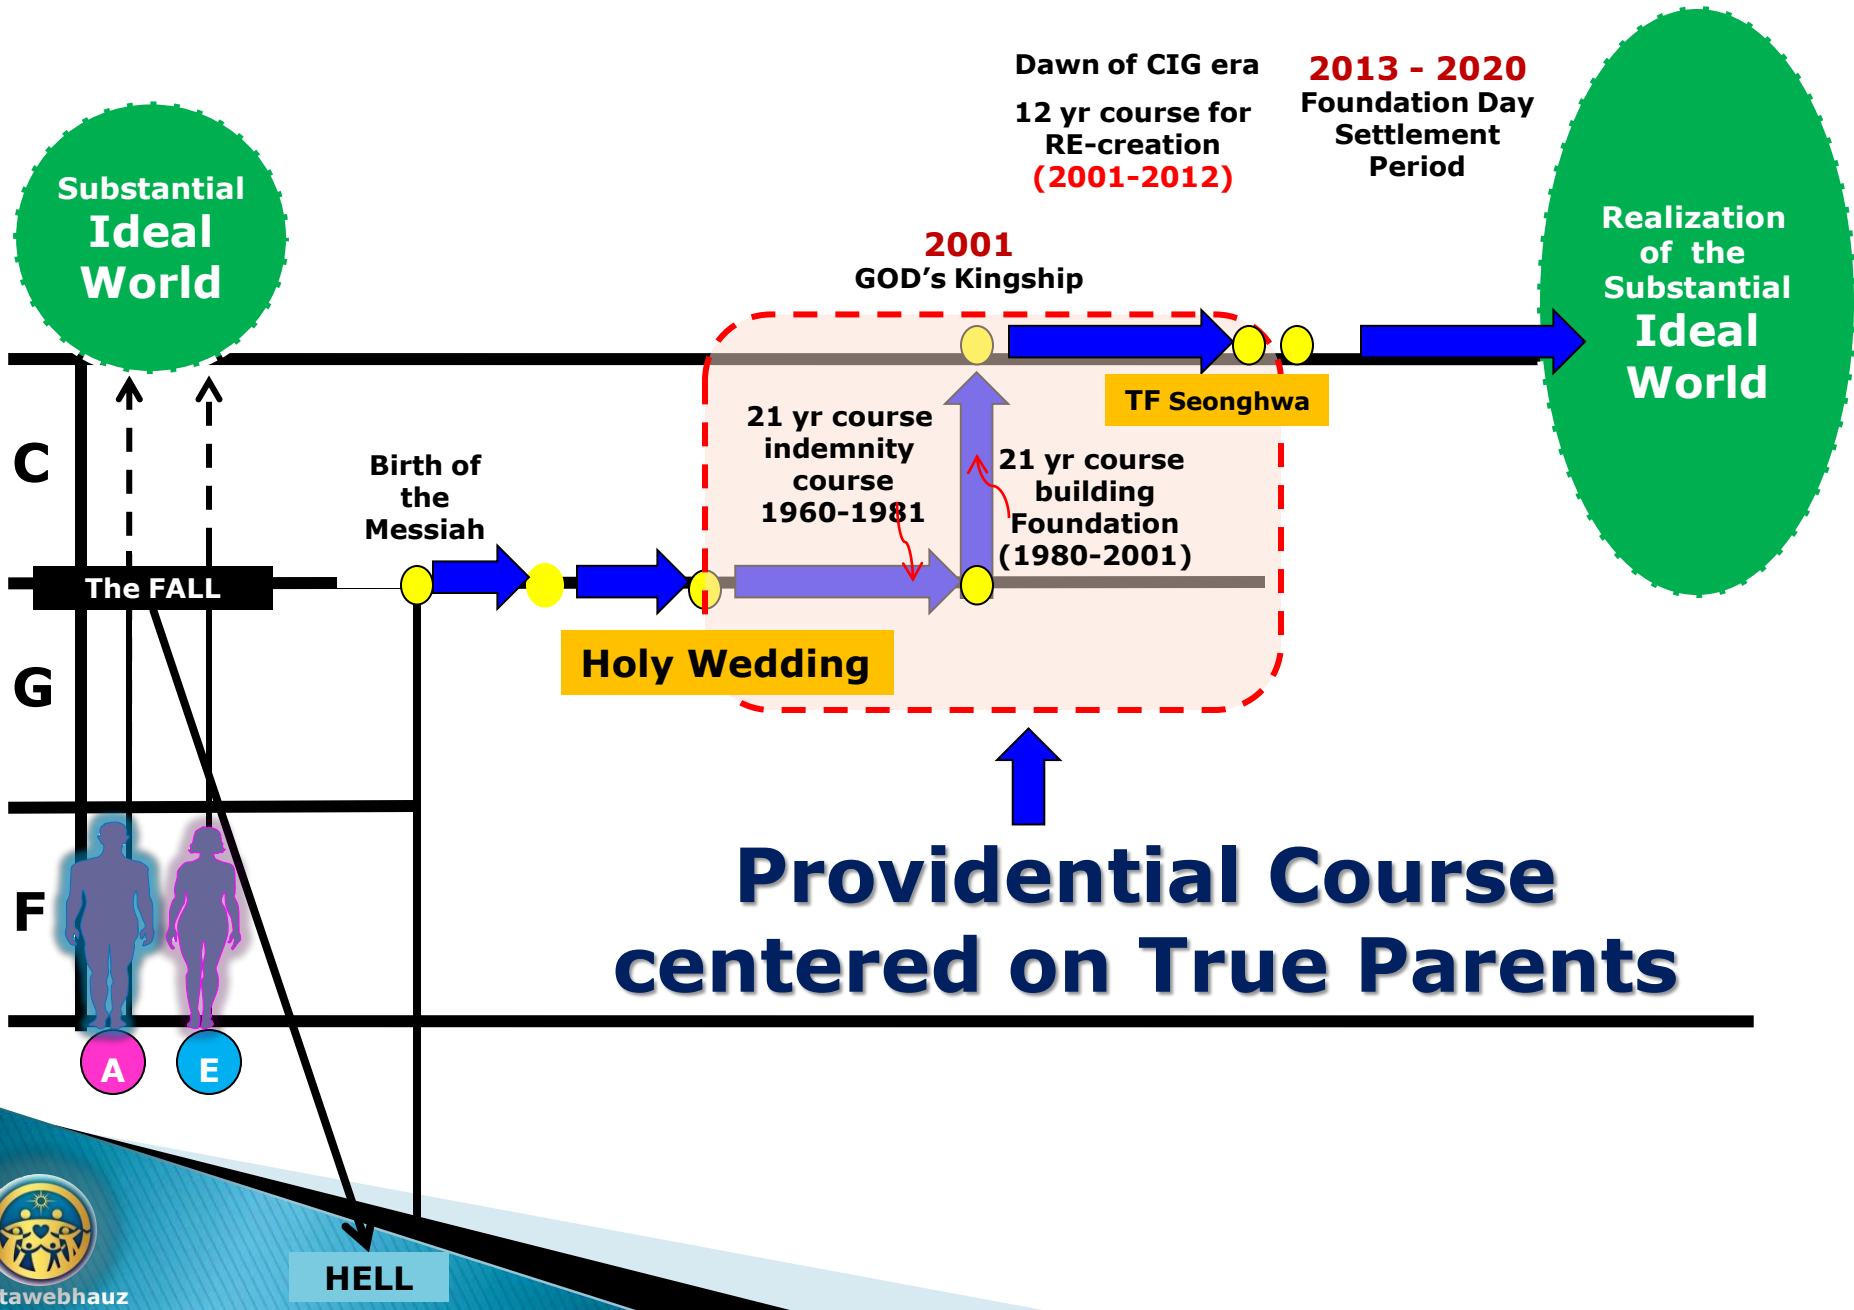 Dawn of CIG era
12 yr course for
RE-creation
(2001-2012)
2013 - 2020
Foundation Day
Settlement
Period
Substantial
Ideal
World
Realization
of the
Substantial
Ideal
World
2001
GOD's Kingship
TF Seonghwa
21 yr course
indemnity
course
1960-1981
21 yr course
building
Foundation
(1980-2001)
C
Birth of
the
Messiah
The FALL
Holy Wedding
G
F
Providential Course
centered on True Parents
A
E
HELL
tawebhauz